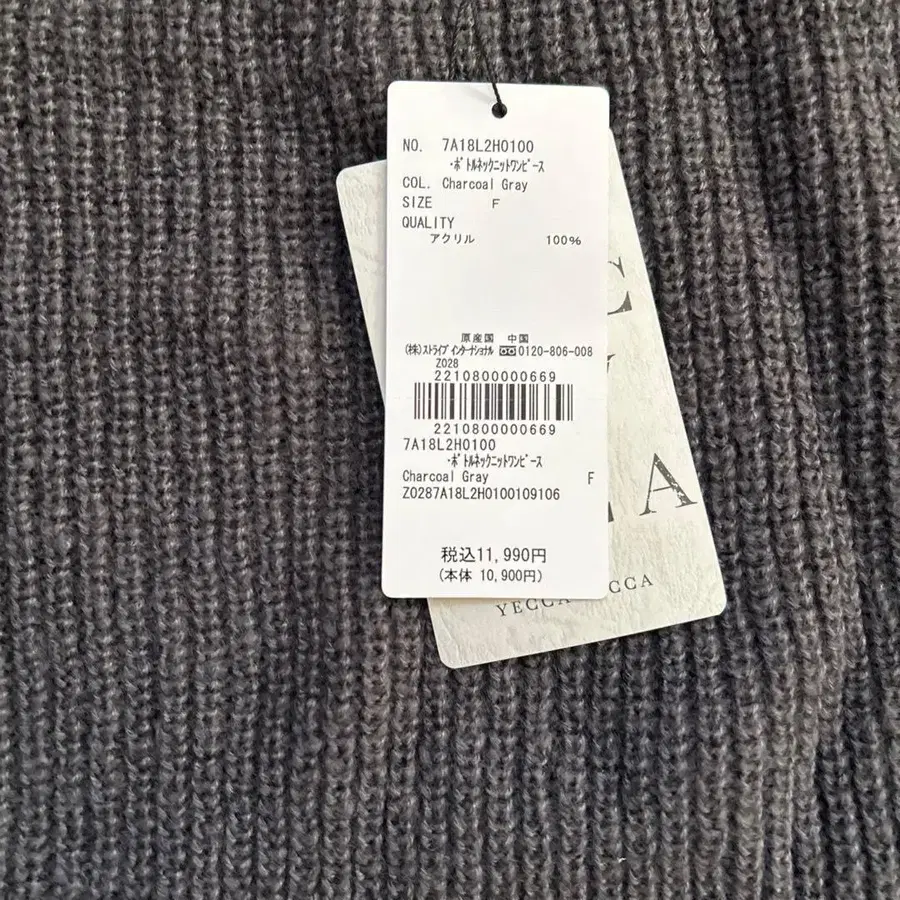 NO. 7A18L2H0100
･ﾎﾞﾄﾙﾈｯｸﾆｯﾄﾜﾝﾋﾟｰｽ
COL. Charcoal Gray
SIZE F
QUALITY
アクリル 100%
原産国 中国
(株)ｽﾄﾗｲﾌﾟｲﾝﾀｰﾅｼｮﾅﾙ 0120-806-008
Z028
2210800000669
2210800000669
7A18L2H0100
･ﾎﾞﾄﾙﾈｯｸﾆｯﾄﾜﾝﾋﾟｰｽ
Charcoal Gray F
Z0287A18L2H0100109106
税込11,990円
(本体 10,900円)
C
A
YECCA CCA